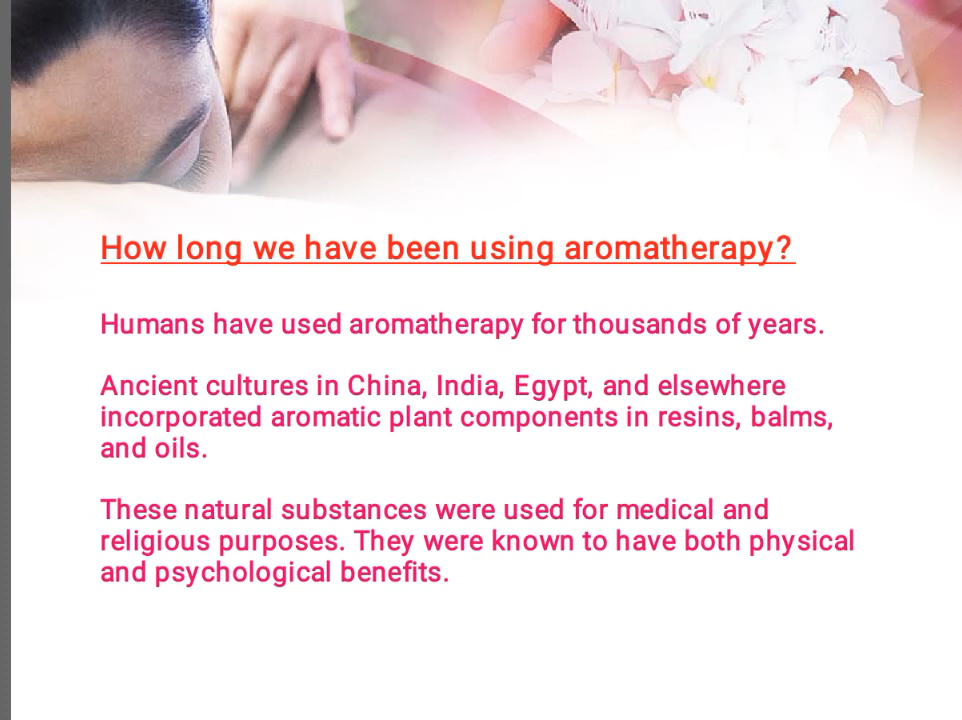 How long we have been using aromatherapy?
Humans have used aromatherapy for thousands of years.
Ancient cultures in China, India, Egypt, and elsewhere
incorporated aromatic plant components in resins, balms,
and oils.
These natural substances were used for medical and
religious purposes. They were known to have both physical
and psychological benefits.